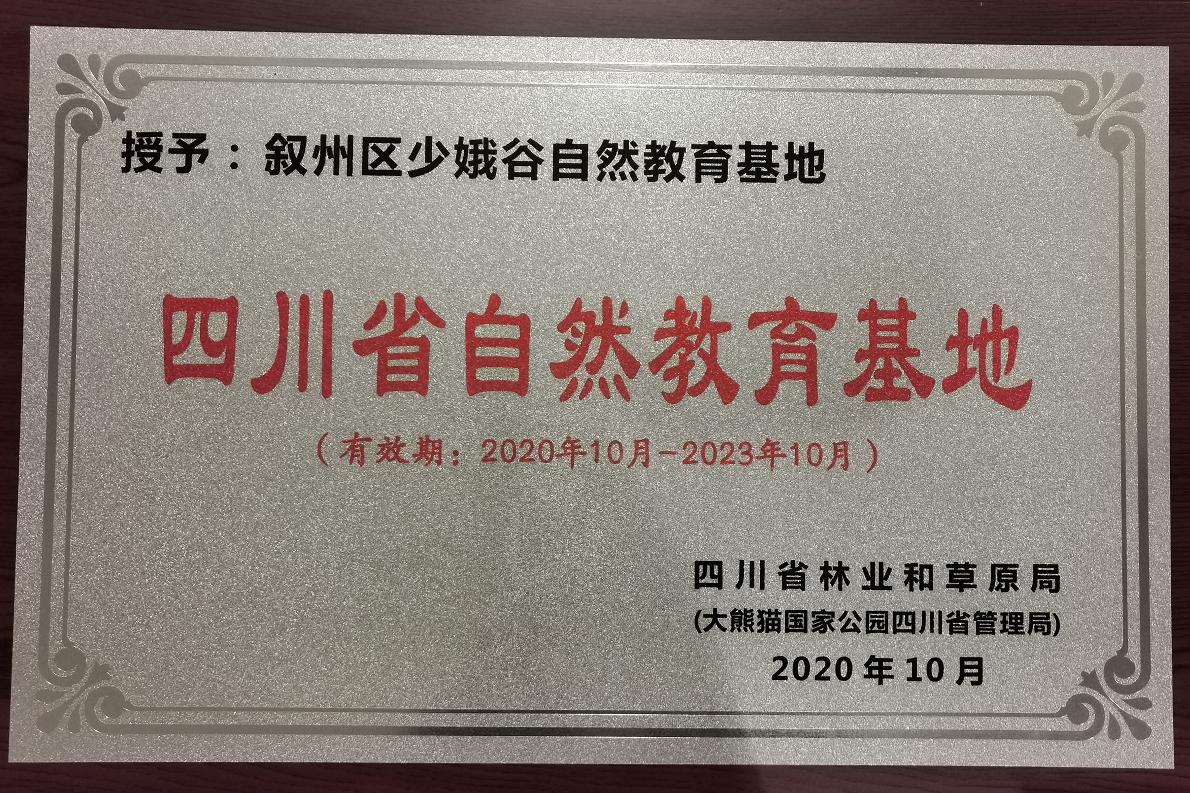 授予：叙州区少娥谷自然教育基地
四川省自然教育基地
（有效期：2020年10月-2023年10月）
四川省林业和草原局
(大熊猫国家公园四川省管理局)
2020年10月